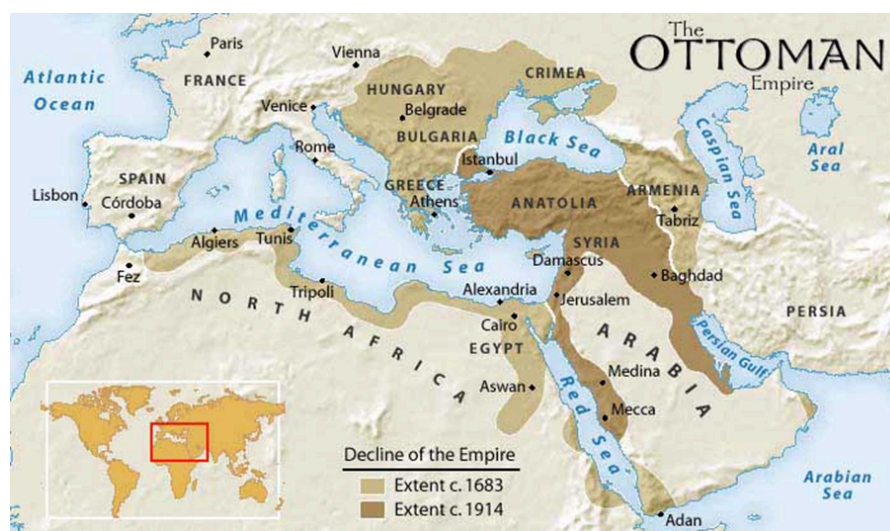 The
OTTOMAN
Empire
Paris
Vienna
FRANCE
CRIMEA
Atlantic
Ocean
HUNGARY
Venice
Belgrade
BULGARIA
Black Sea
Caspian Sea
Aral
Sea
Rome
Istanbul
SPAIN
GREECE
ANATOLIA
ARMENIA
Lisbon
Córdoba
Athens
Tabriz
Mediterranean Sea
Algiers
Tunis
SYRIA
Fez
Damascus
Baghdad
Tripoli
Alexandria
Jerusalem
PERSIA
NORTH AFRICA
Cairo
ARABIA
Persian Gulf
EGYPT
Aswan
Red Sea
Medina
Mecca
Decline of the Empire
Extent c. 1683
Extent c. 1914
Arabian
Sea
Adan